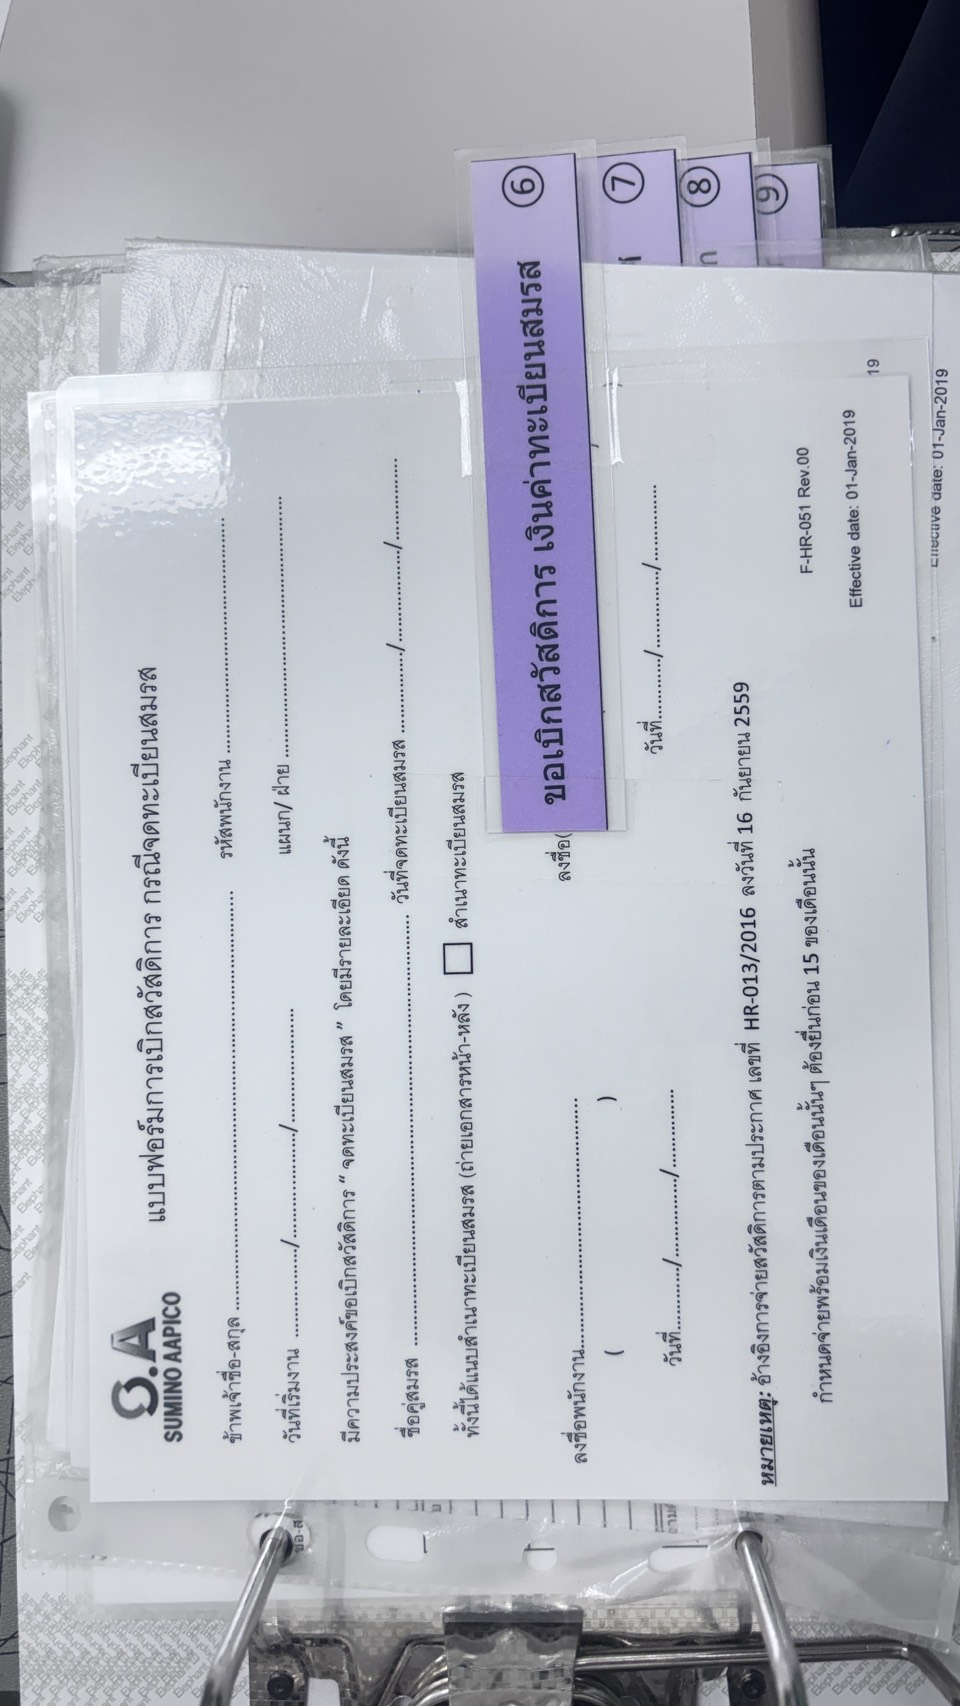 S.A
SUMINO AAPICO
แบบฟอร์มการเบิกสวัสดิการ กรณีจดทะเบียนสมรส
ข้าพเจ้าชื่อ-สกุล ........................................ รหัสพนักงาน ........................................
วันที่เริ่มงาน ................/..................../..................... แผนก/ ฝ่าย ........................................
มีความประสงค์ขอเบิกสวัสดิการ “ จดทะเบียนสมรส ” โดยมีรายละเอียด ดังนี้
ชื่อคู่สมรส ........................................ วันที่จดทะเบียนสมรส .............../................./...............
ทั้งนี้ได้แนบสำเนาทะเบียนสมรส (ถ่ายเอกสารหน้า-หลัง ) ☐ สำเนาทะเบียนสมรส
ขอเบิกสวัสดิการ เงินค่าทะเบียนสมรส ⑥
ลงชื่อพนักงาน........................................ ลงชื่อ(
( )
⑦
วันที่.........../.............../............... วันที่.........../.............../...............
⑧
⑨
หมายเหตุ: อ้างอิงการจ่ายสวัสดิการตามประกาศ เลขที่ HR-013/2016 ลงวันที่ 16 กันยายน 2559
กำหนดจ่ายพร้อมเงินเดือนของเดือนนั้นๆ ต้องยื่นก่อน 15 ของเดือนนั้น
F-HR-051 Rev.00
Effective date: 01-Jan-2019
19
Effective date: 01-Jan-2019